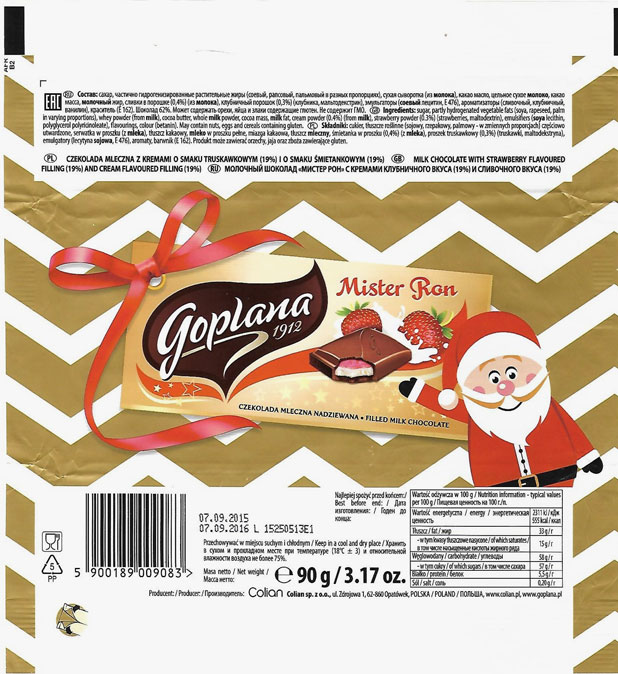 APK
B2
EAC RU Состав: сахар, частично гидрогенизированные растительные жиры (соевый, рапсовый, пальмовый в разных пропорциях), сухая сыворотка (из молока), какао масло, цельное сухое молоко, какао
масса, молочный жир, сливки в порошке (0,4%) (из молока), клубничный порошок (0,3%) (клубника, мальтодекстрин), эмульгаторы (соевый лецитин, Е 476), ароматизаторы (сливочный, клубничный,
ванилин), краситель (Е 162). Шоколад 62%. Может содержать орехи, яйца и злаки содержащие глютен. Не содержит ГМО. GB Ingredients: sugar, partly hydrogenated vegetable fats (soya, rapeseed, palm
in varying proportions), whey powder (from milk), cocoa butter, whole milk powder, cocoa mass, milk fat, cream powder (0.4%) (from milk), strawberry powder (0.3%) (strawberries, maltodextrin), emulsifiers (soya lecithin,
polyglycerol polyricinoleate), flavourings, colour (betanin). May contain nuts, eggs and cereals containing gluten. PL Składniki: cukier, tłuszcze roślinne (sojowy, rzepakowy, palmowy - w zmiennych proporcjach) częściowo
utwardzone, serwatka w proszku (z mleka), tłuszcz kakaowy, mleko w proszku pełne, miazga kakaowa, tłuszcz mleczny, śmietanka w proszku (0,4%) (z mleka), proszek truskawkowy (0,3%) (truskawki, maltodekstryna),
emulgatory (lecytyna sojowa, E 476), aromaty, barwnik (E 162). Produkt może zawierać orzechy, jaja oraz zboża zawierające gluten.
PL CZEKOLADA MLECZNA Z KREMAMI O SMAKU TRUSKAWKOWYM (19%) I O SMAKU ŚMIETANKOWYM (19%) GB MILK CHOCOLATE WITH STRAWBERRY FLAVOURED
FILLING (19%) AND CREAM FLAVOURED FILLING (19%) RU МОЛОЧНЫЙ ШОКОЛАД «МИСТЕР РОН» С КРЕМАМИ КЛУБНИЧНОГО ВКУСА (19%) И СЛИВОЧНОГО ВКУСА (19%)
Mister Ron
Goplana
1912
CZEKOLADA MLECZNA NADZIEWANA • FILLED MILK CHOCOLATE
07.09.2015
07.09.2016 L 15250513E1
Najlepiej spożyć przed końcem:/
Best before end: / Дата
изготовления: / Годен до
конца:
Przechowywać w miejscu suchym i chłodnym / Keep in a cool and dry place / Хранить
в сухом и прохладном месте при температуре (18°C ± 3) и относительной
влажности воздуха не более 75%.
Masa netto / Net weight /
Масса нетто:
e 90 g / 3.17 oz.
5
PP
5 900189 009083 >
Wartość odżywcza w 100 g / Nutrition information - typical values
per 100 g / Пищевая ценность на 100 г./п.
Wartość energetyczna / energy / энергетическая ценность 2311 kJ/кДж 555 kcal/ккал
Tłuszcz / fat / жир 33 g/г
- w tym kwasy tłuszczowe nasycone / of which saturates / в том числе насыщенные кислоты жирного ряда 15 g/г
Węglowodany / carbohydrate / углеводы 58 g/г
- w tym cukry / of which sugars / в том числе сахара 57 g/г
Białko / protein / белок 5,5 g/г
Sól / salt / соль 0,20 g/г
Producent: / Producer: / Производитель: Colian Colian sp. z o.o., ul. Zdrojowa 1, 62-860 Opatówek, POLSKA / POLAND / ПОЛЬША, www.colian.pl, www.goplana.pl